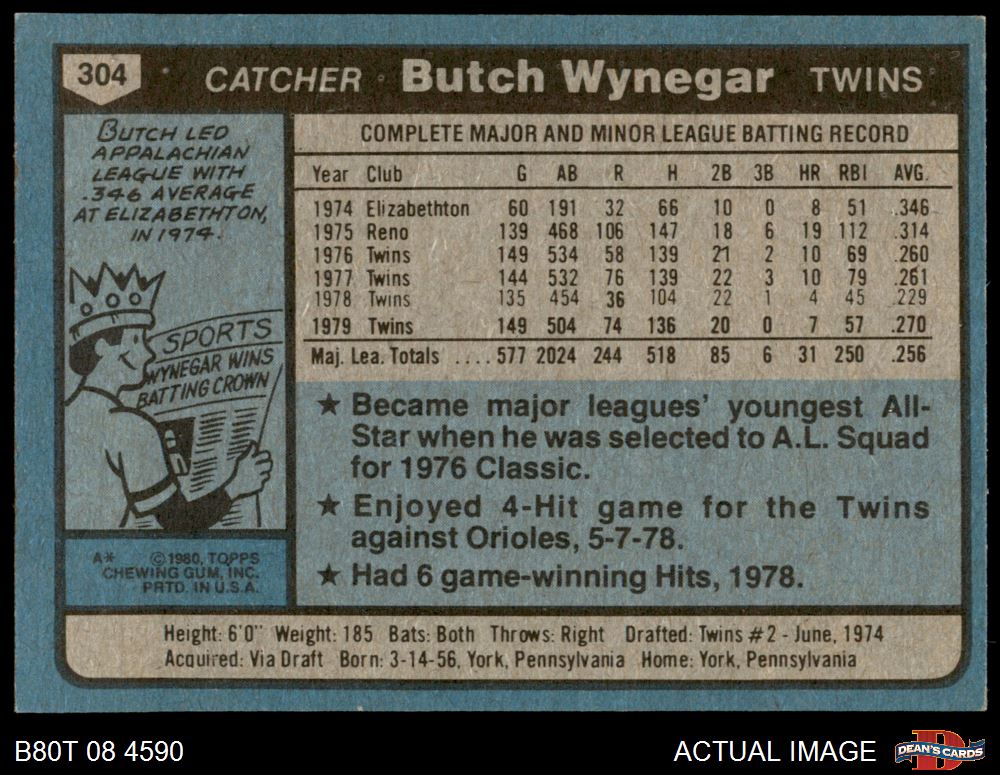 304 CATCHER · Butch Wynegar TWINS
BUTCH LED
APPALACHIAN
LEAGUE WITH
.346 AVERAGE
AT ELIZABETHTON,
IN 1974.
SPORTS
WYNEGAR WINS
BATTING CROWN
A* ©1980, TOPPS
CHEWING GUM, INC.
PRTD. IN U.S.A.
COMPLETE MAJOR AND MINOR LEAGUE BATTING RECORD
Year Club G AB R H 2B 3B HR RBI AVG.
1974 Elizabethton 60 191 32 66 10 0 8 51 .346
1975 Reno 139 468 106 147 18 6 19 112 .314
1976 Twins 149 534 58 139 21 2 10 69 .260
1977 Twins 144 532 76 139 22 3 10 79 .261
1978 Twins 135 454 36 104 22 1 4 45 .229
1979 Twins 149 504 74 136 20 0 7 57 .270
Maj. Lea. Totals .... 577 2024 244 518 85 6 31 250 .256
★ Became major leagues' youngest All-
Star when he was selected to A.L. Squad
for 1976 Classic.
★ Enjoyed 4-Hit game for the Twins
against Orioles, 5-7-78.
★ Had 6 game-winning Hits, 1978.
Height: 6'0" Weight: 185 Bats: Both Throws: Right Drafted: Twins #2 - June, 1974
Acquired: Via Draft Born: 3-14-56, York, Pennsylvania Home: York, Pennsylvania
B80T 08 4590
ACTUAL IMAGE
D
DEAN'S CARDS